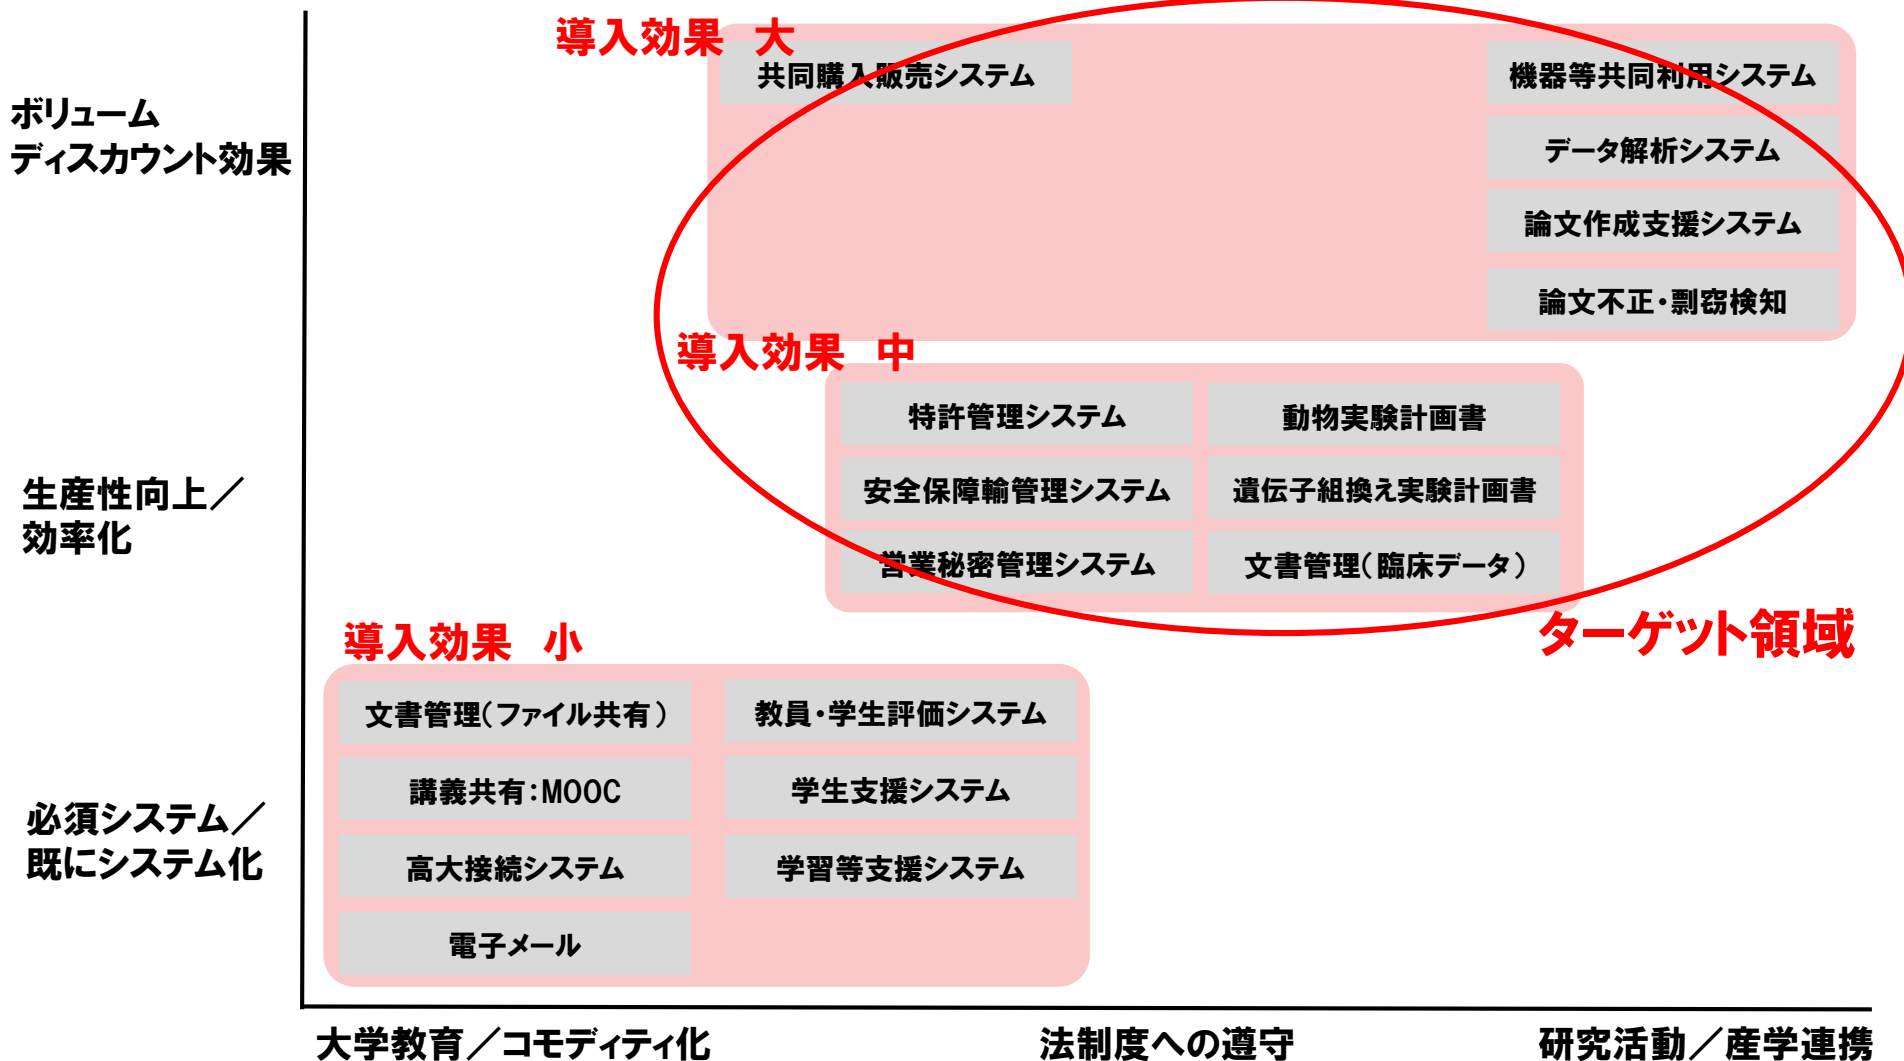 導入効果 大
共同購入販売システム
機器等共同利用システム
ボリューム
ディスカウント効果
データ解析システム
論文作成支援システム
論文不正・剽窃検知
導入効果 中
特許管理システム
動物実験計画書
生産性向上／
効率化
安全保障輸管理システム
遺伝子組換え実験計画書
営業秘密管理システム
文書管理（臨床データ）
ターゲット領域
導入効果 小
文書管理（ファイル共有）
教員・学生評価システム
講義共有：MOOC
学生支援システム
必須システム／
既にシステム化
高大接続システム
学習等支援システム
電子メール
大学教育／コモディティ化
法制度への遵守
研究活動／産学連携